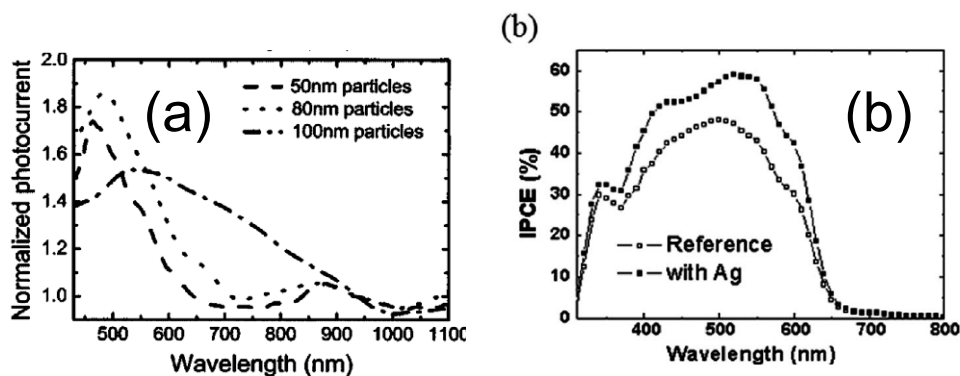 (b)
2.0
1.8
1.6
1.4
1.2
1.0
Normalized photocurrent
(a)
50nm particles
80nm particles
100nm particles
500 600 700 800 900 1000 1100
Wavelength (nm)
60
50
40
30
20
10
0
IPCE (%)
(b)
Reference
with Ag
400 500 600 700 800
Wavelength (nm)